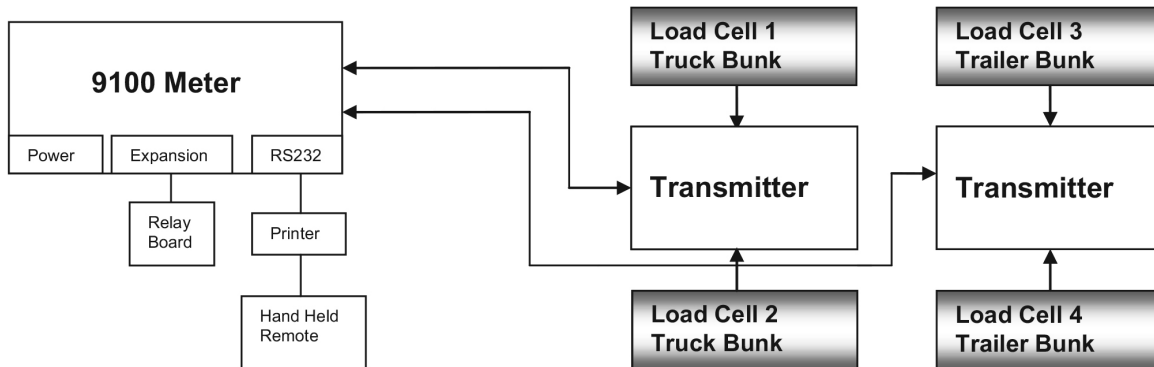 9100 Meter
Power
Expansion
RS232
Relay
Board
Printer
Hand Held
Remote
Load Cell 1
Truck Bunk
Transmitter
Load Cell 2
Truck Bunk
Load Cell 3
Trailer Bunk
Transmitter
Load Cell 4
Trailer Bunk